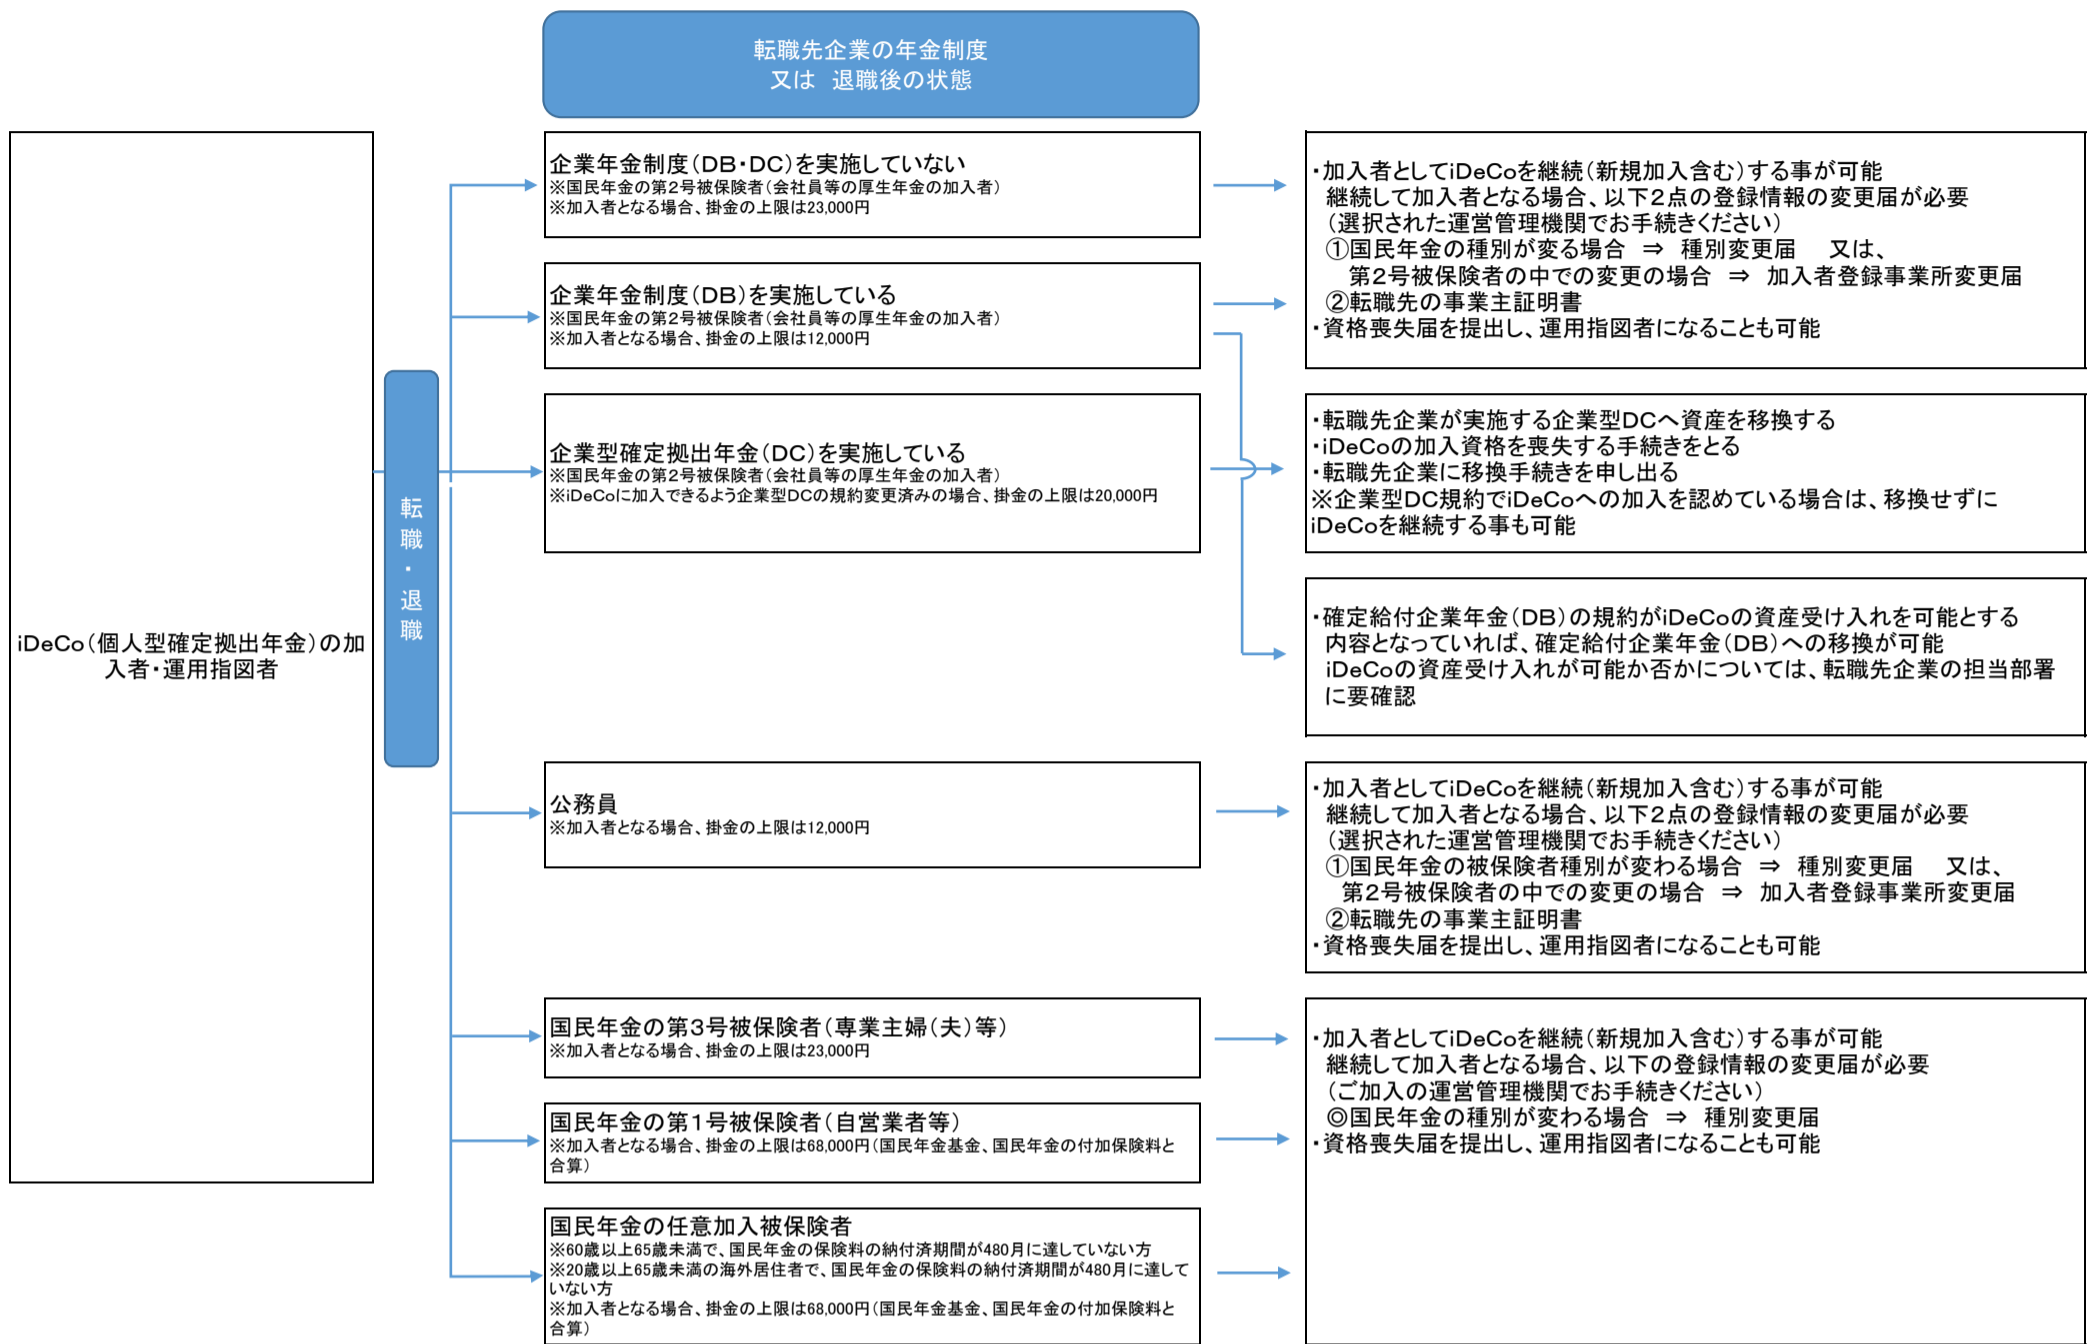 転職先企業の年金制度
又は 退職後の状態
iDeCo(個人型確定拠出年金)の加
入者・運用指図者
転職・退職
企業年金制度(DB・DC)を実施していない
※国民年金の第2号被保険者(会社員等の厚生年金の加入者)
※加入者となる場合、掛金の上限は23,000円
・加入者としてiDeCoを継続(新規加入含む)する事が可能
継続して加入者となる場合、以下2点の登録情報の変更届が必要
(選択された運営管理機関でお手続きください)
①国民年金の種別が変る場合 ⇒ 種別変更届 又は、
第2号被保険者の中での変更の場合 ⇒ 加入者登録事業所変更届
②転職先の事業主証明書
・資格喪失届を提出し、運用指図者になることも可能
企業年金制度(DB)を実施している
※国民年金の第2号被保険者(会社員等の厚生年金の加入者)
※加入者となる場合、掛金の上限は12,000円
企業型確定拠出年金(DC)を実施している
※国民年金の第2号被保険者(会社員等の厚生年金の加入者)
※iDeCoに加入できるよう企業型DCの規約変更済みの場合、掛金の上限は20,000円
・転職先企業が実施する企業型DCへ資産を移換する
・iDeCoの加入資格を喪失する手続きをとる
・転職先企業に移換手続きを申し出る
※企業型DC規約でiDeCoへの加入を認めている場合は、移換せずに
iDeCoを継続する事も可能
・確定給付企業年金(DB)の規約がiDeCoの資産受け入れを可能とする
内容となっていれば、確定給付企業年金(DB)への移換が可能
iDeCoの資産受け入れが可能か否かについては、転職先企業の担当部署
に要確認
公務員
※加入者となる場合、掛金の上限は12,000円
・加入者としてiDeCoを継続(新規加入含む)する事が可能
継続して加入者となる場合、以下2点の登録情報の変更届が必要
(選択された運営管理機関でお手続きください)
①国民年金の被保険者種別が変わる場合 ⇒ 種別変更届 又は、
第2号被保険者の中での変更の場合 ⇒ 加入者登録事業所変更届
②転職先の事業主証明書
・資格喪失届を提出し、運用指図者になることも可能
国民年金の第3号被保険者(専業主婦(夫)等)
※加入者となる場合、掛金の上限は23,000円
・加入者としてiDeCoを継続(新規加入含む)する事が可能
継続して加入者となる場合、以下の登録情報の変更届が必要
(ご加入の運営管理機関でお手続きください)
◎国民年金の種別が変わる場合 ⇒ 種別変更届
・資格喪失届を提出し、運用指図者になることも可能
国民年金の第1号被保険者(自営業者等)
※加入者となる場合、掛金の上限は68,000円(国民年金基金、国民年金の付加保険料と
合算)
国民年金の任意加入被保険者
※60歳以上65歳未満で、国民年金の保険料の納付済期間が480月に達していない方
※20歳以上65歳未満の海外居住者で、国民年金の保険料の納付済期間が480月に達して
いない方
※加入者となる場合、掛金の上限は68,000円(国民年金基金、国民年金の付加保険料と
合算)